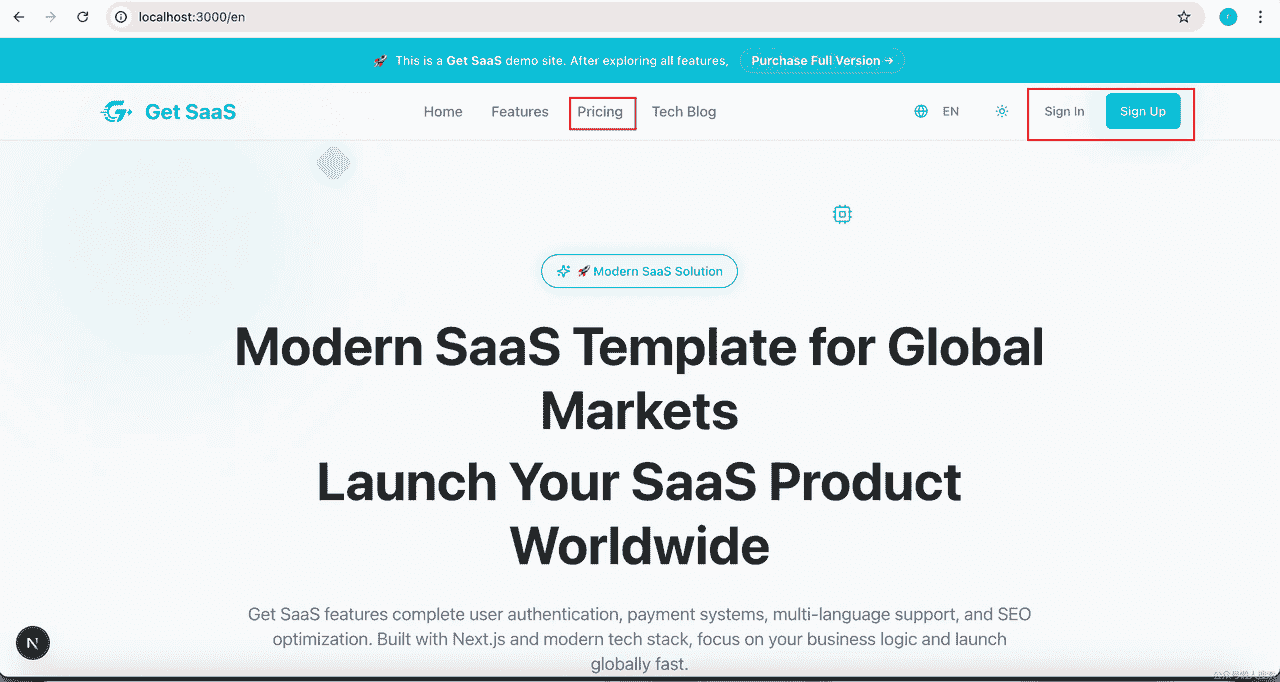 localhost:3000/en
🚀 This is a Get SaaS demo site. After exploring all features, Purchase Full Version →
Get SaaS Home Features Pricing Tech Blog EN Sign In Sign Up
🚀 Modern SaaS Solution
Modern SaaS Template for Global
Markets
Launch Your SaaS Product
Worldwide
Get SaaS features complete user authentication, payment systems, multi-language support, and SEO
optimization. Built with Next.js and modern tech stack, focus on your business logic and launch
globally fast.
N